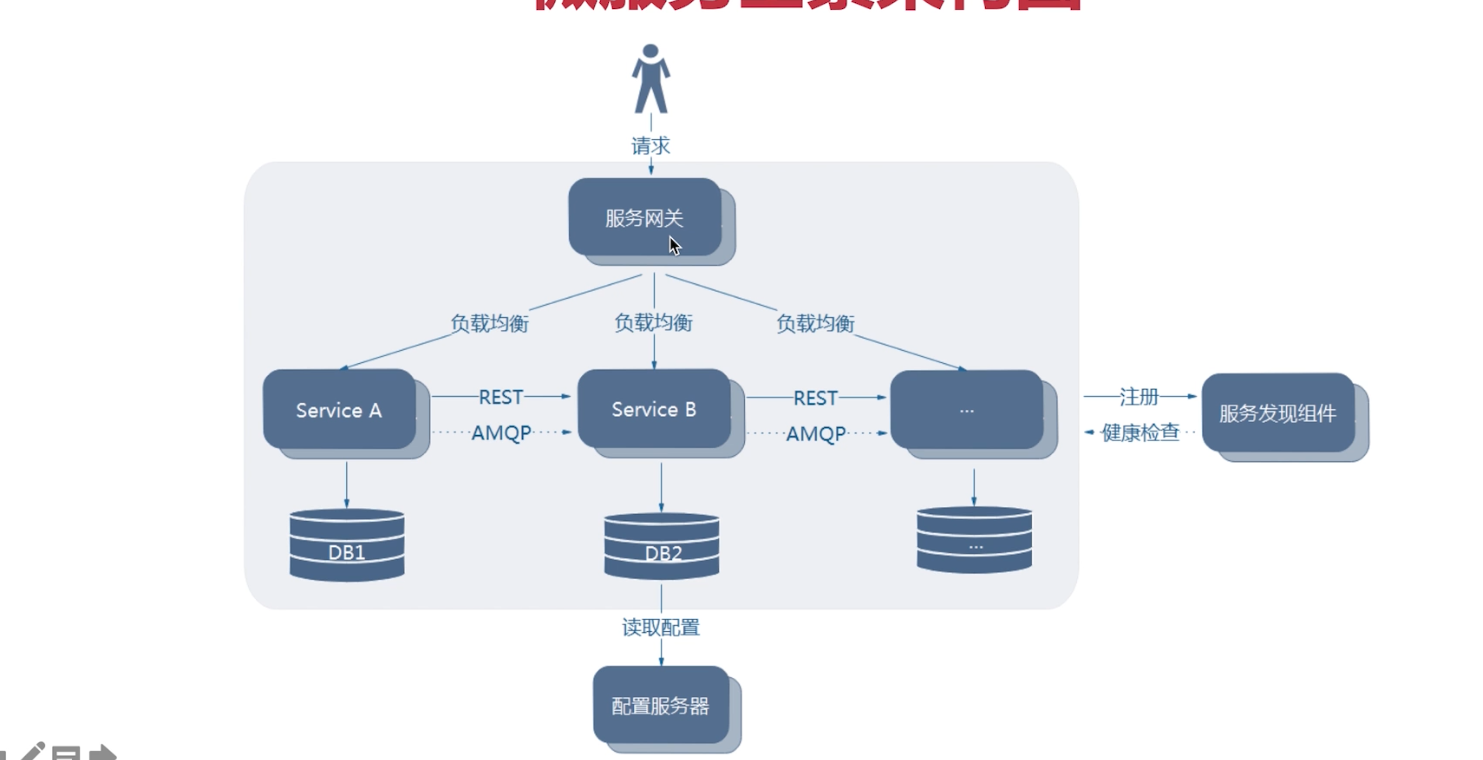 请求
服务网关
负载均衡
负载均衡
负载均衡
Service A
REST
AMQP
Service B
REST
AMQP
...
注册
健康检查
服务发现组件
DB1
DB2
...
读取配置
配置服务器